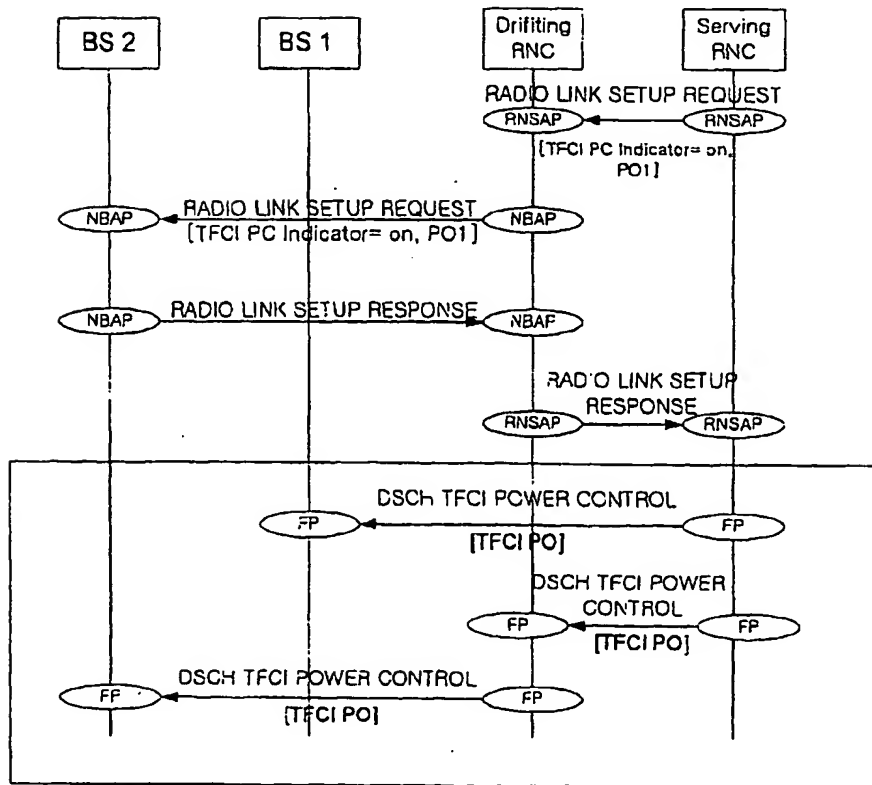 BS 2
BS 1
Drifiting
RNC
Serving
RNC
RADIO LINK SETUP REQUEST
RNSAP
RNSAP
[TFCI PC Indicator= on,
PO1]
RADIO LINK SETUP REQUEST
NBAP
NBAP
[TFCI PC Indicator= on, PO1]
RADIO LINK SETUP RESPONSE
NBAP
NBAP
RADIO LINK SETUP
RESPONSE
RNSAP
RNSAP
DSCH TFCI POWER CONTROL
FP
FP
[TFCI PO]
DSCH TFCI POWER
CONTROL
FP
FP
[TFCI PO]
DSCH TFCI POWER CONTROL
FP
FP
[TFCI PO]